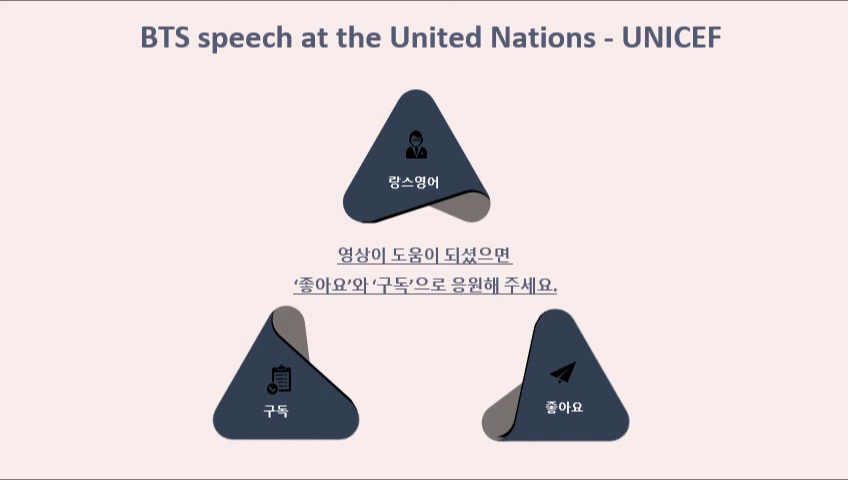 BTS speech at the United Nations - UNICEF
랑스영어
영상이 도움이 되셨으면
‘좋아요’와 ‘구독’으로 응원해 주세요.
구독
좋아요